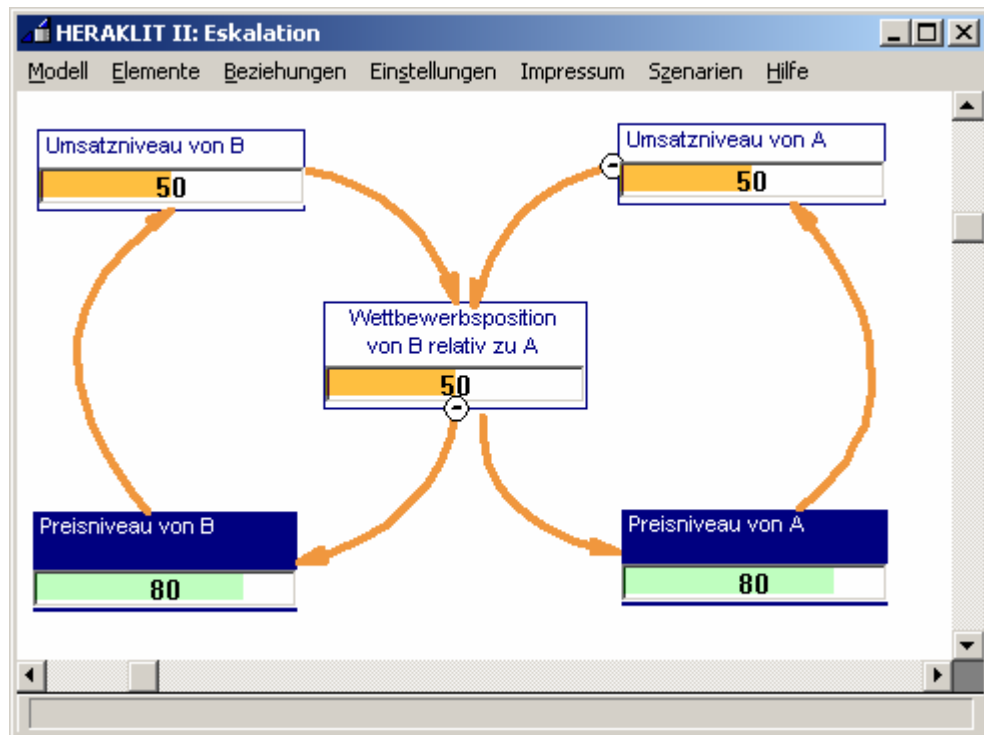 HERAKLIT II: Eskalation
Modell Elemente Beziehungen Einstellungen Impressum Szenarien Hilfe
Umsatzniveau von B
50
Umsatzniveau von A
50
-
Wettbewerbsposition
von B relativ zu A
50
-
Preisniveau von B
80
Preisniveau von A
80